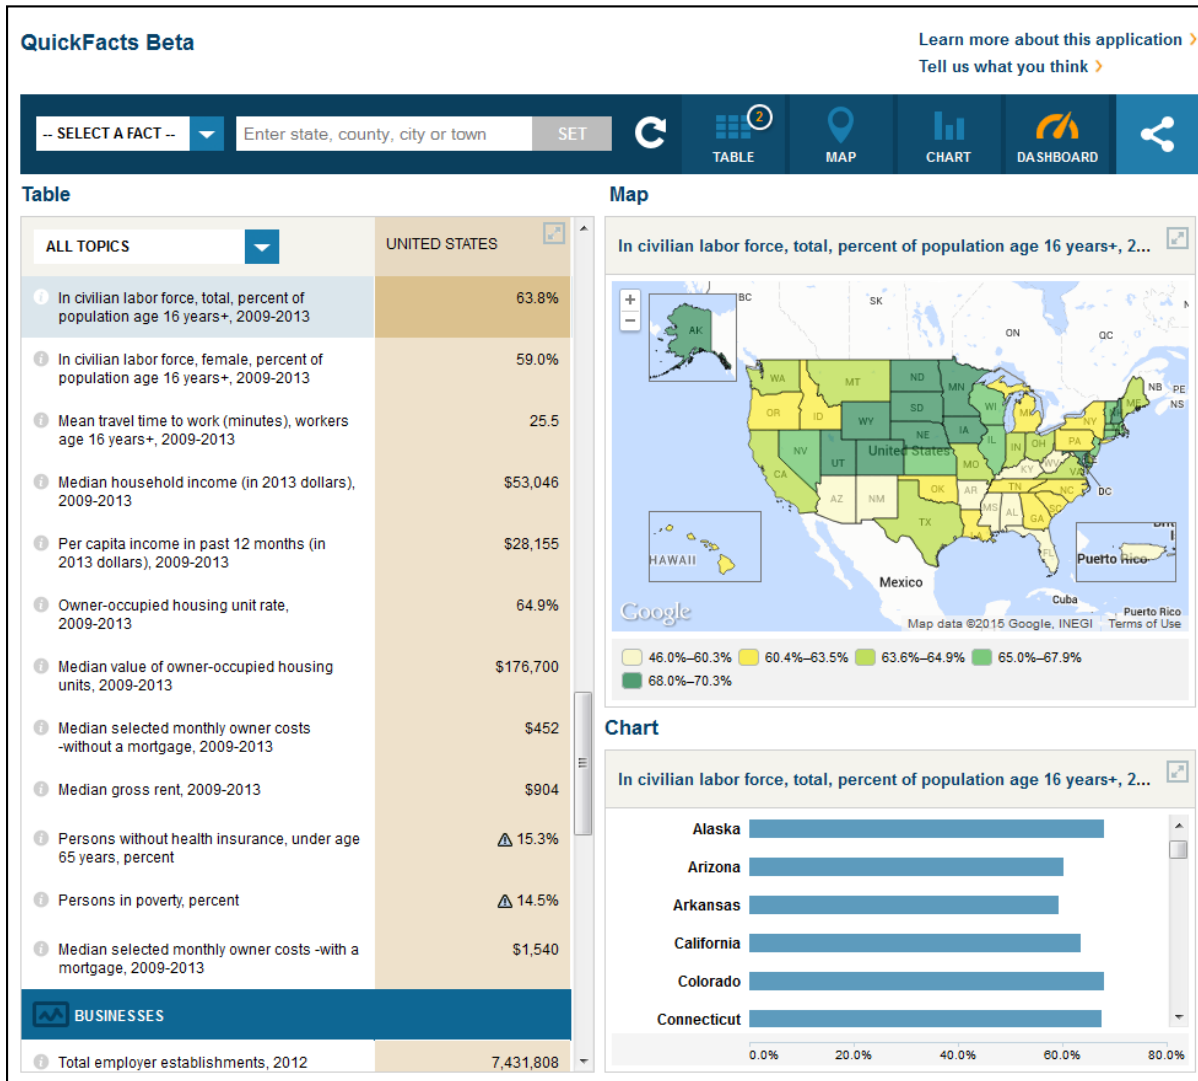 QuickFacts Beta
Learn more about this application
Tell us what you think
-- SELECT A FACT --
Enter state, county, city or town
SET
2
TABLE
MAP
CHART
DASHBOARD
Table
ALL TOPICS
UNITED STATES
In civilian labor force, total, percent of
population age 16 years+, 2009-2013
63.8%
In civilian labor force, female, percent of
population age 16 years+, 2009-2013
59.0%
Mean travel time to work (minutes), workers
age 16 years+, 2009-2013
25.5
Median household income (in 2013 dollars),
2009-2013
$53,046
Per capita income in past 12 months (in
2013 dollars), 2009-2013
$28,155
Owner-occupied housing unit rate,
2009-2013
64.9%
Median value of owner-occupied housing
units, 2009-2013
$176,700
Median selected monthly owner costs
-without a mortgage, 2009-2013
$452
Median gross rent, 2009-2013
$904
Persons without health insurance, under age
65 years, percent
15.3%
Persons in poverty, percent
14.5%
Median selected monthly owner costs -with a
mortgage, 2009-2013
$1,540
BUSINESSES
Total employer establishments, 2012
7,431,808
Map
In civilian labor force, total, percent of population age 16 years+, 2...
+
−
BC
SK
ON
QC
NB
PE
NS
AK
WA
MT
ND
MN
OR
ID
WY
SD
WI
MI
NY
ME
NV
UT
NE
IA
IL
IN
OH
PA
CA
United States
MO
KY
WV
VA
DC
AZ
NM
OK
AR
TN
NC
TX
MS
AL
GA
SC
FL
HAWAII
Puerto Rico
Mexico
Cuba
Puerto Rico
Google
Map data ©2015 Google, INEGI
Terms of Use
46.0%–60.3%
60.4%–63.5%
63.6%–64.9%
65.0%–67.9%
68.0%–70.3%
Chart
In civilian labor force, total, percent of population age 16 years+, 2...
Alaska
Arizona
Arkansas
California
Colorado
Connecticut
0.0%
20.0%
40.0%
60.0%
80.0%